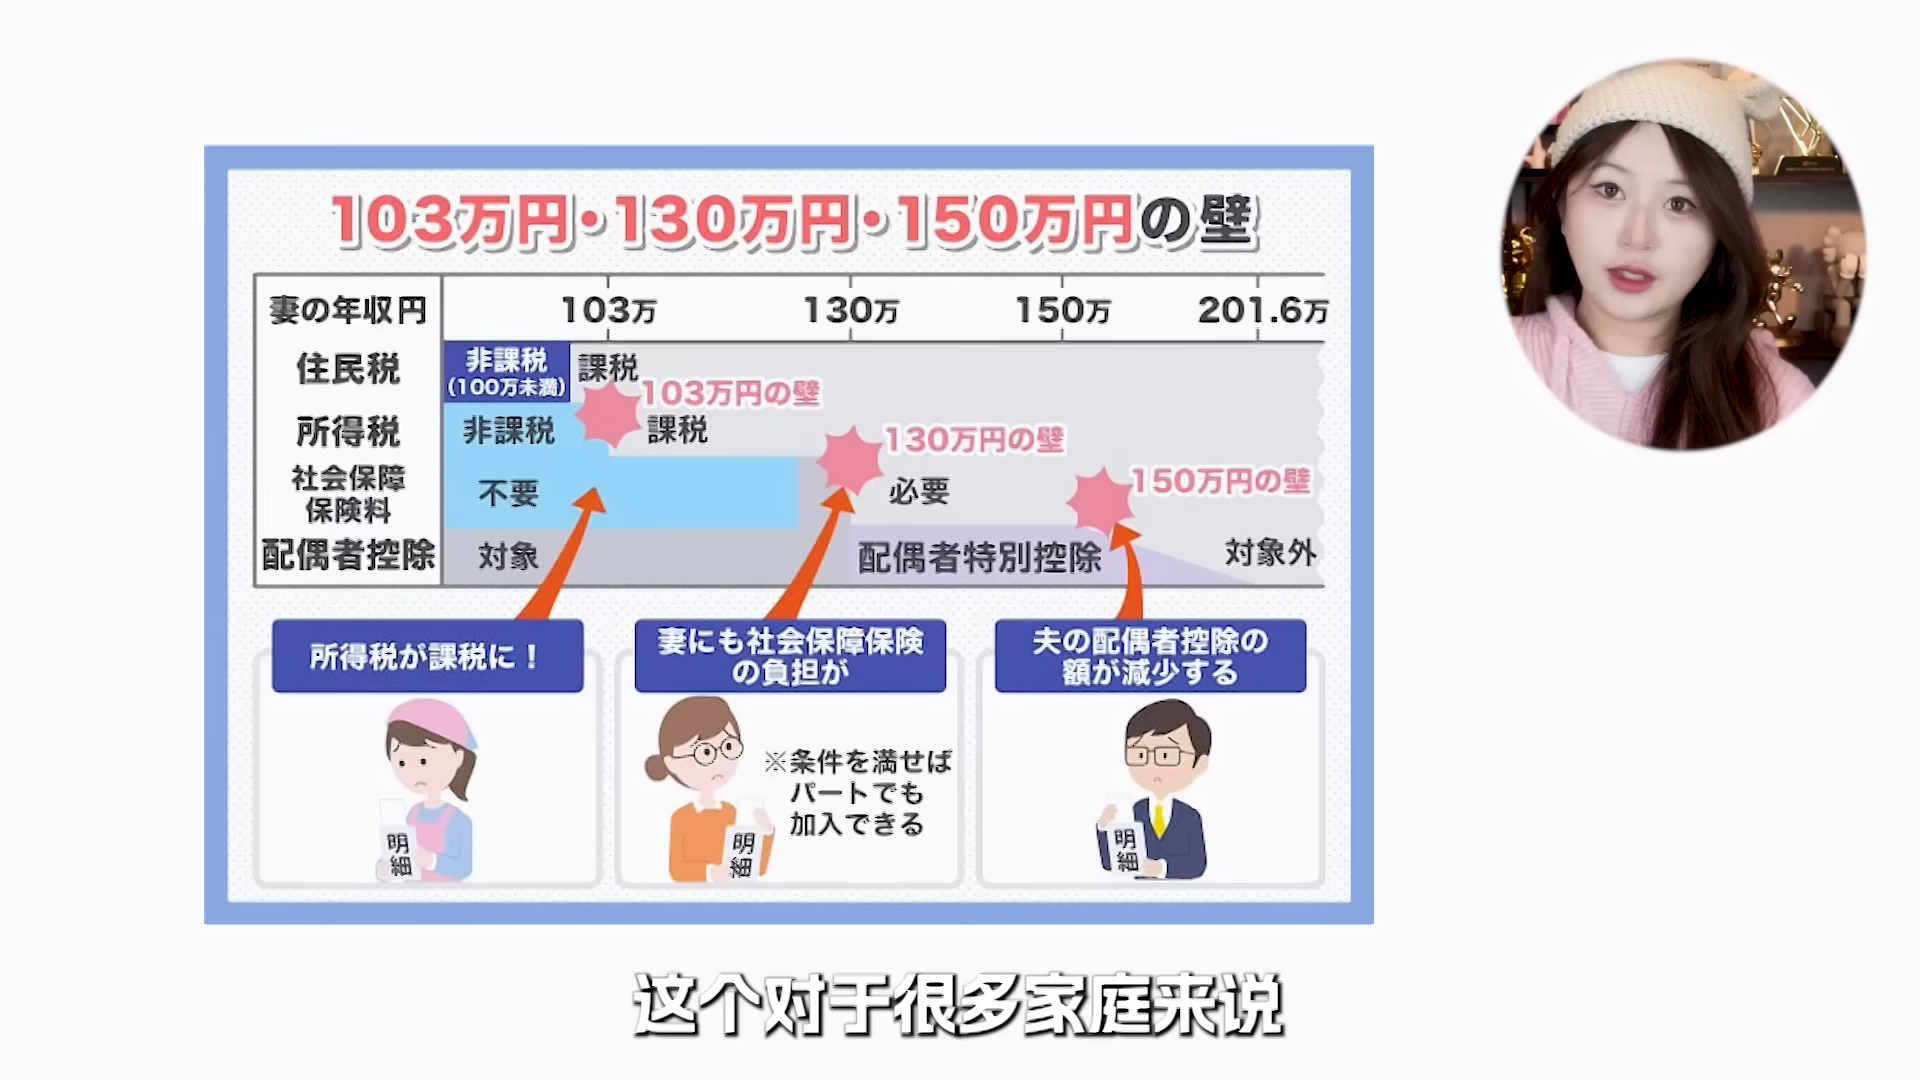 103万円・130万円・150万円の壁
妻の年収円 103万 130万 150万 201.6万
住民税 非課税 (100万未満) 課税
103万円の壁
所得税 非課税 課税
130万円の壁
社会保障
保険料 不要 必要
150万円の壁
配偶者控除 対象 配偶者特別控除 対象外
所得税が課税に！
妻にも社会保障保険
の負担が
夫の配偶者控除の
額が減少する
※条件を満せば
パートでも
加入できる
明細
明細
明細
这个对于很多家庭来说